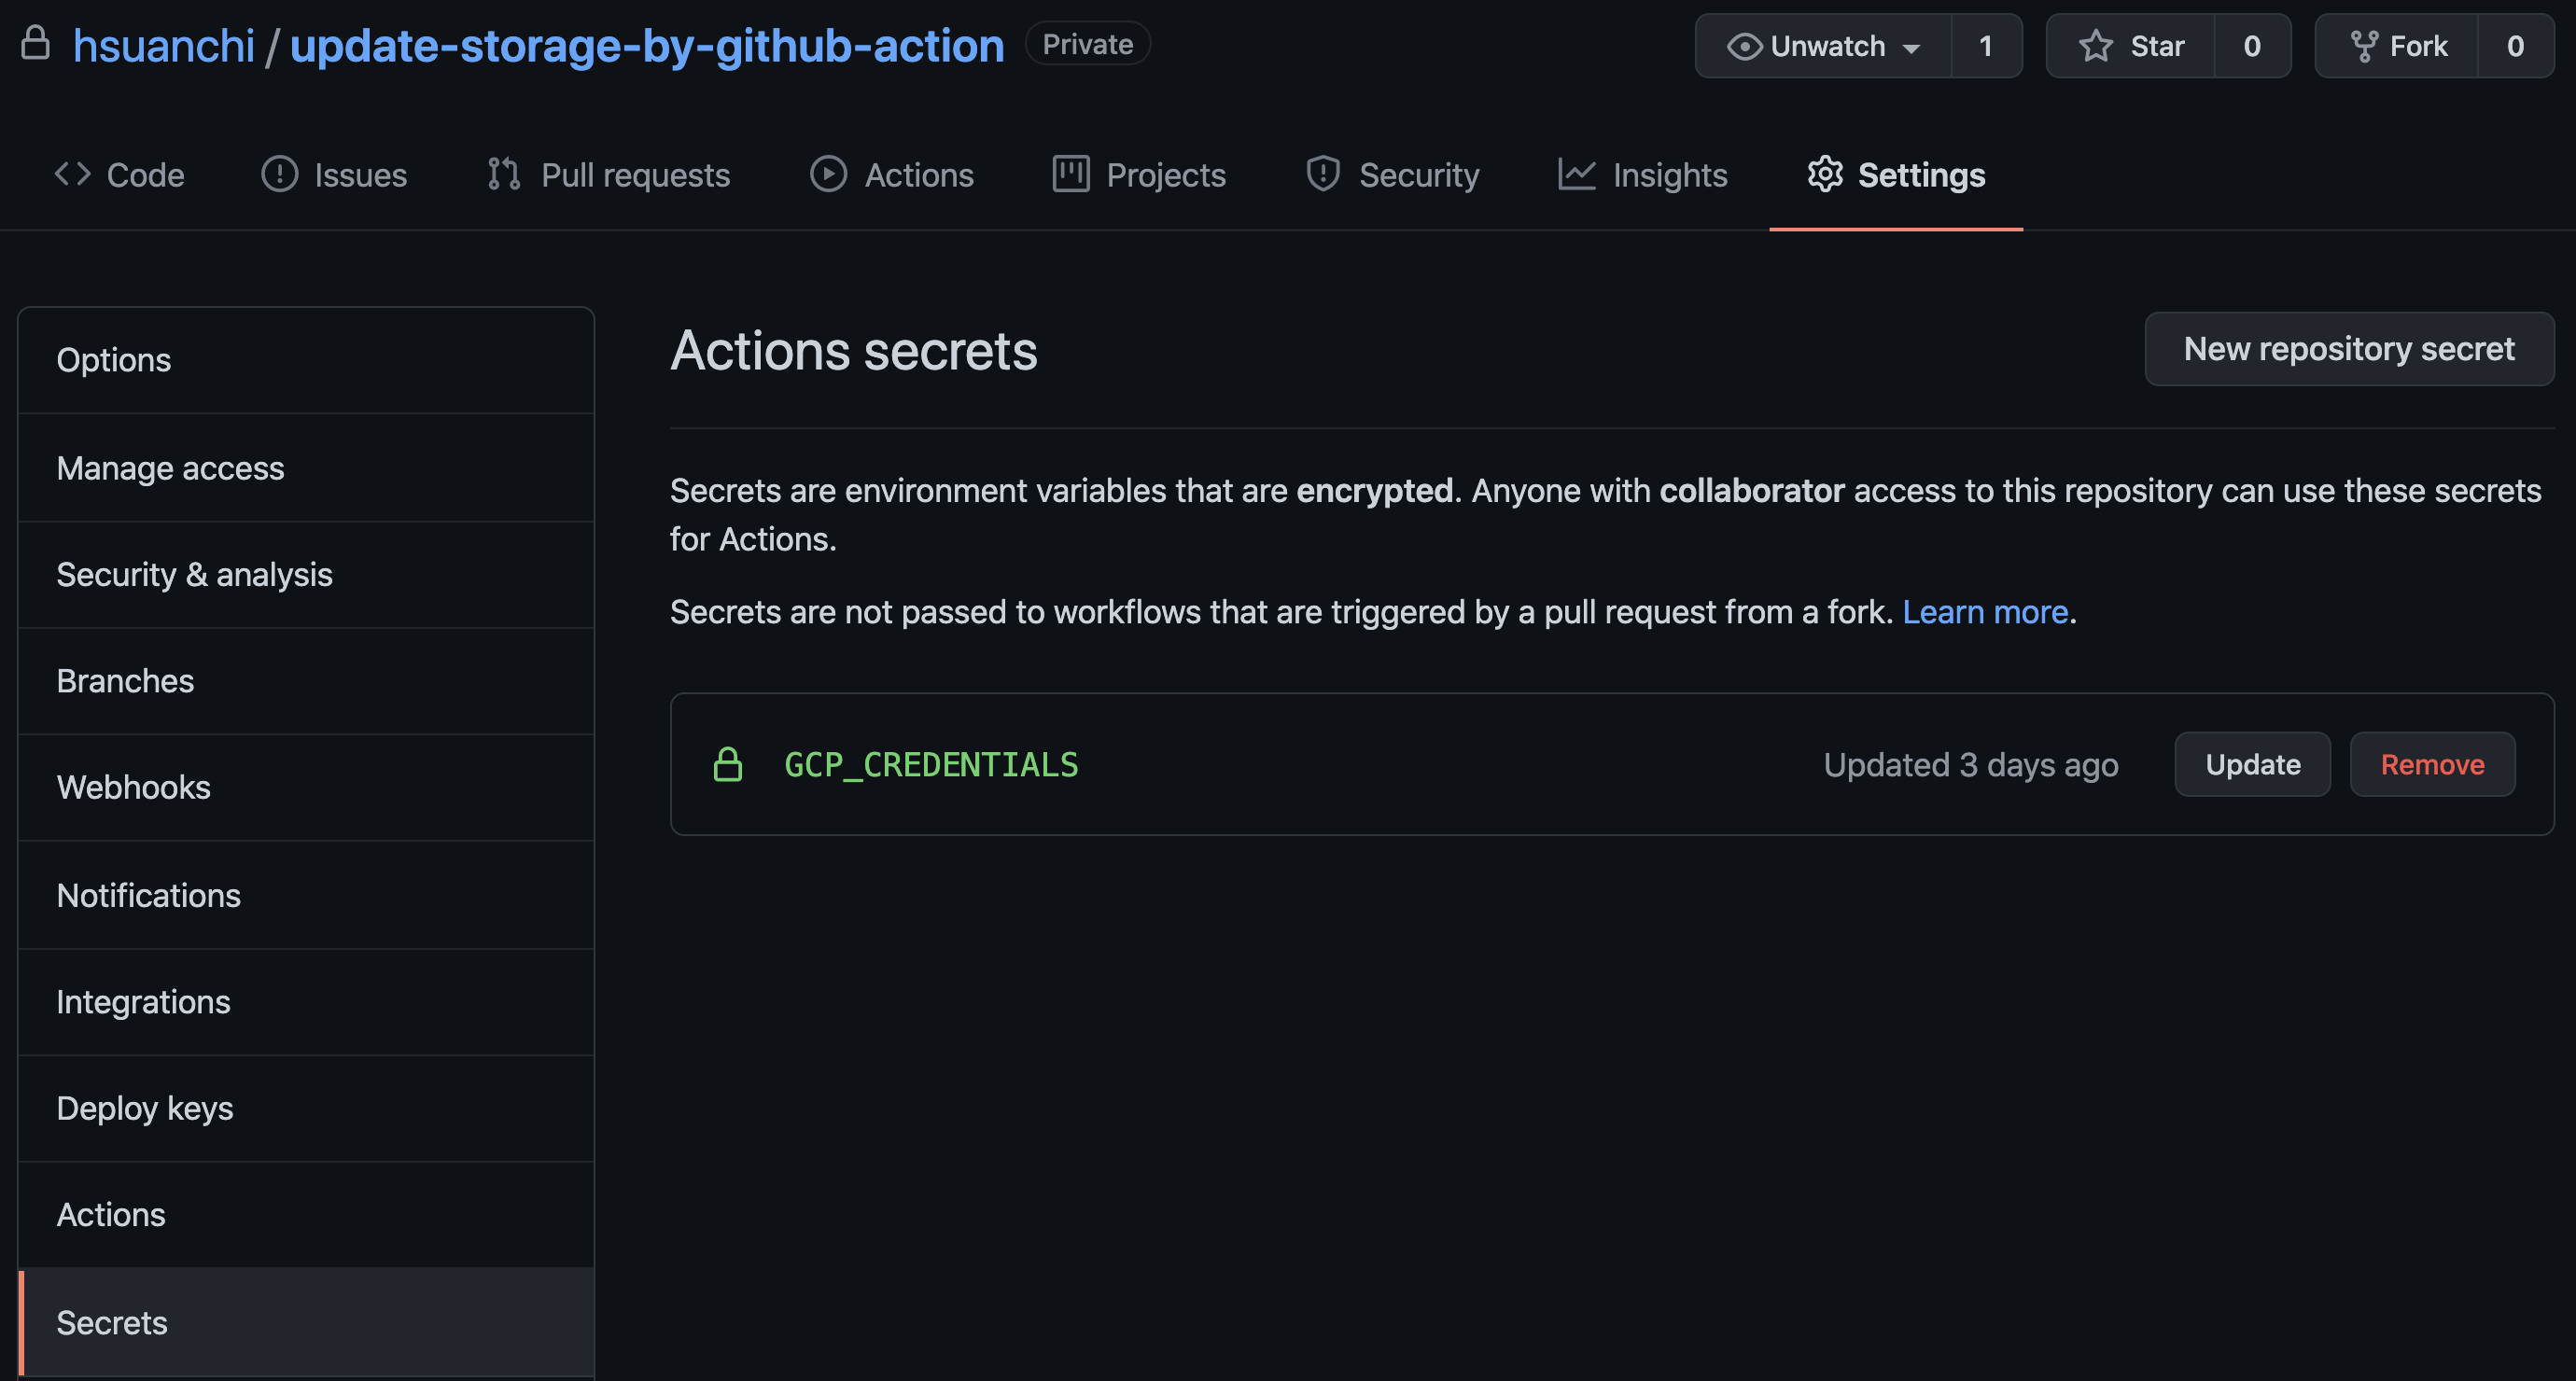 hsuanchi / update-storage-by-github-action Private Unwatch 1 Star 0 Fork 0
Code Issues Pull requests Actions Projects Security Insights Settings
Options
Manage access
Security & analysis
Branches
Webhooks
Notifications
Integrations
Deploy keys
Actions
Secrets
Actions secrets New repository secret
Secrets are environment variables that are encrypted. Anyone with collaborator access to this repository can use these secrets
for Actions.
Secrets are not passed to workflows that are triggered by a pull request from a fork. Learn more.
GCP_CREDENTIALS Updated 3 days ago Update Remove